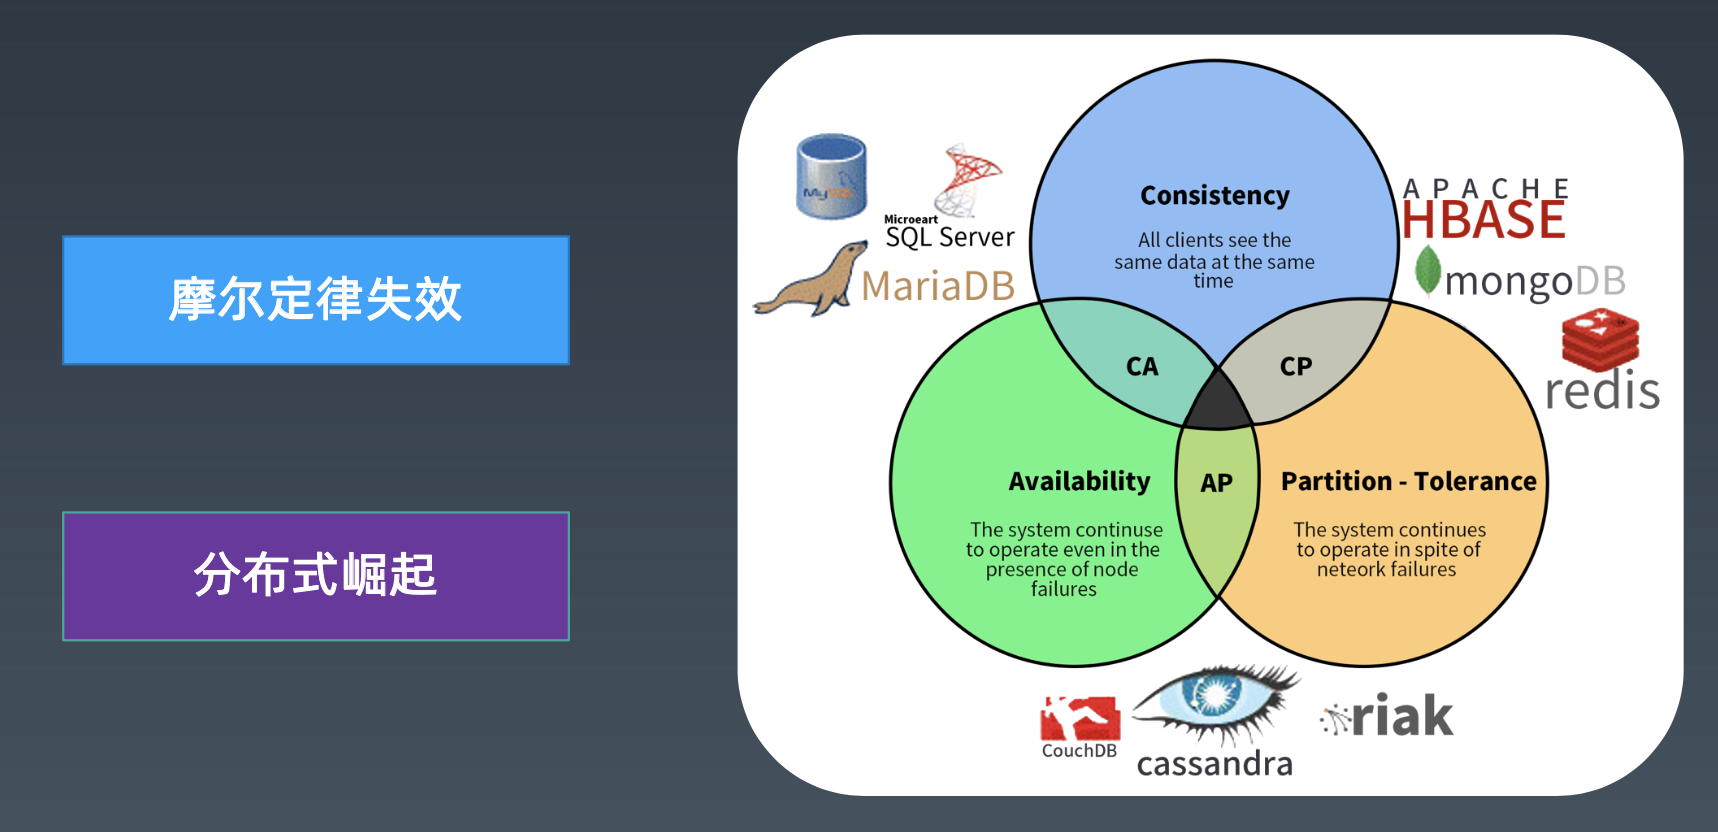 摩尔定律失效
分布式崛起
MySQL
Microeart
SQL Server
MariaDB
Consistency
All clients see the
same data at the same
time
APACHE
HBASE
mongoDB
redis
CA
CP
AP
Availability
The system continuse
to operate even in the
presence of node
failures
Partition - Tolerance
The system continues
to operate in spite of
neteork failures
CouchDB
cassandra
riak